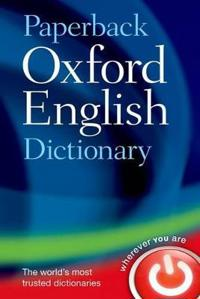 Paperback
Oxford
English
Dictionary
The world's most
trusted dictionaries
wherever you are